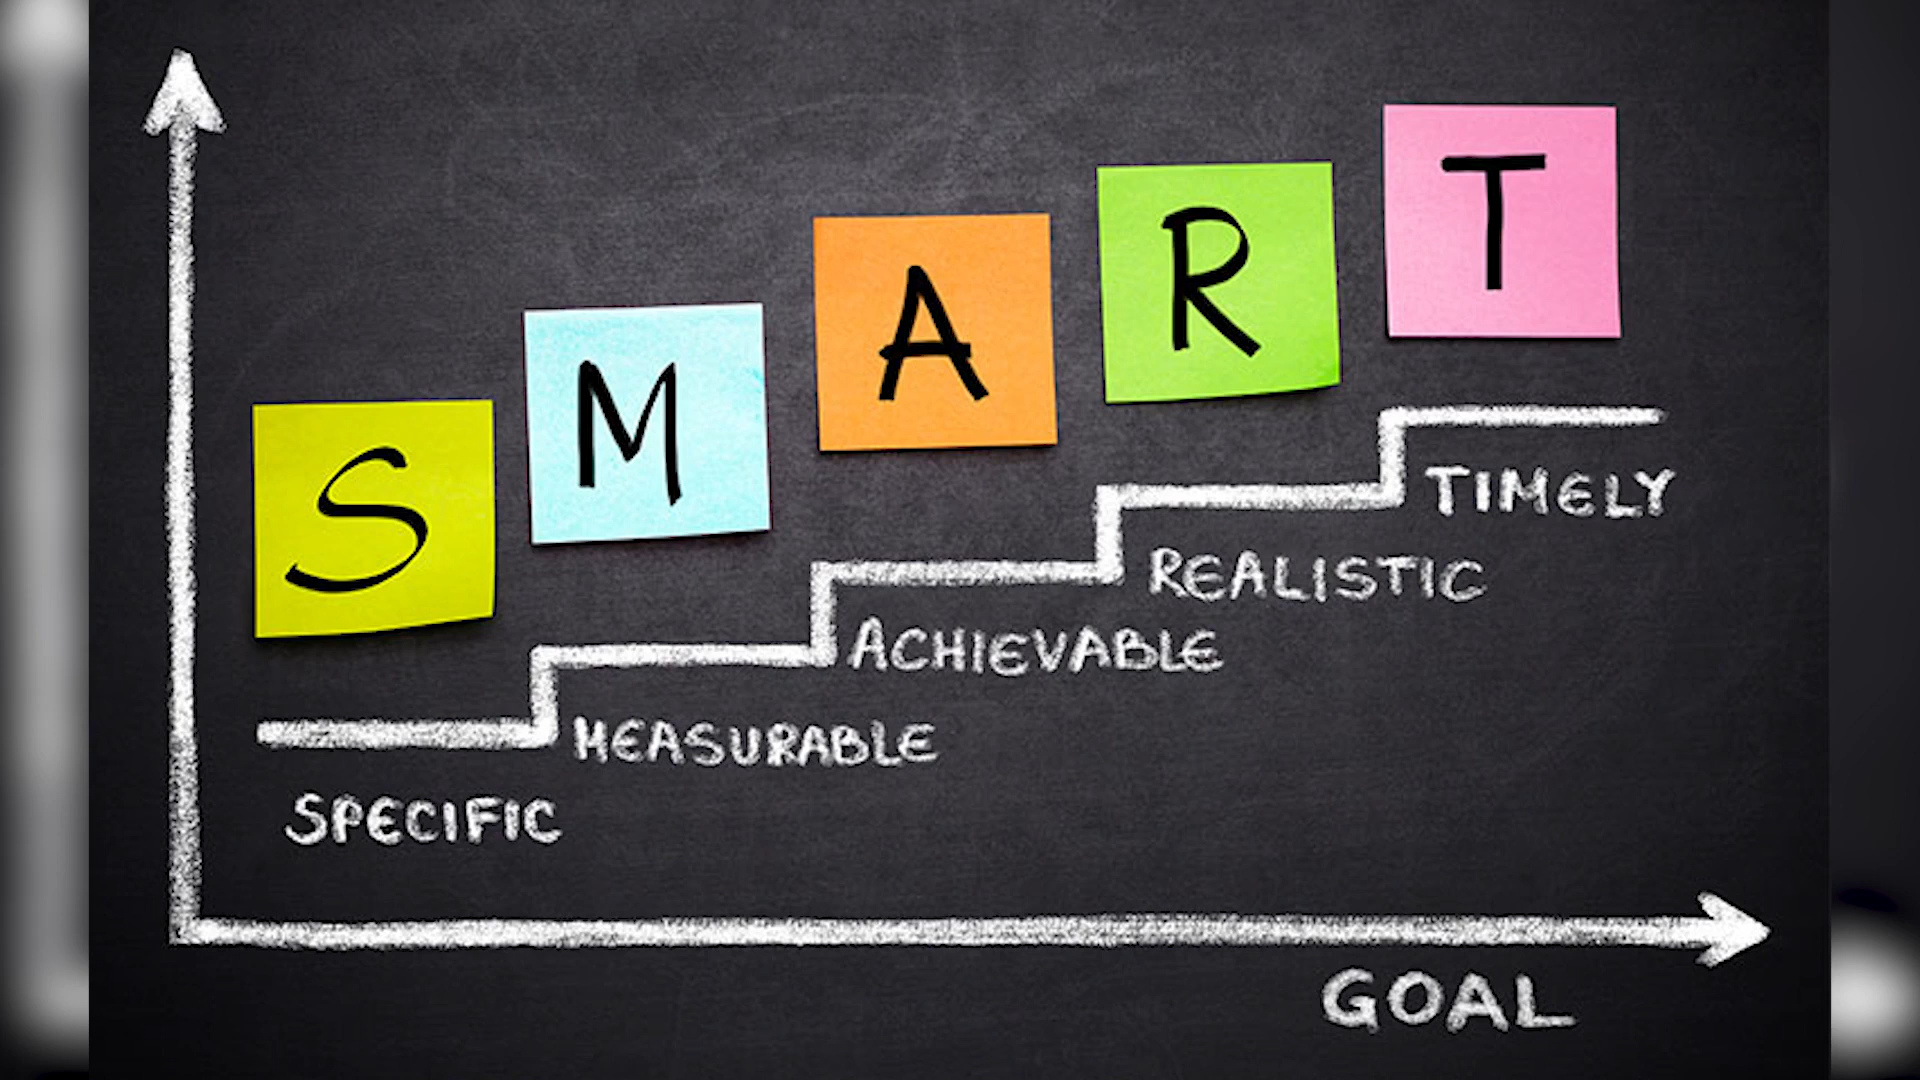 S
M
A
R
T
SPECIFIC
MEASURABLE
ACHIEVABLE
REALISTIC
TIMELY
GOAL